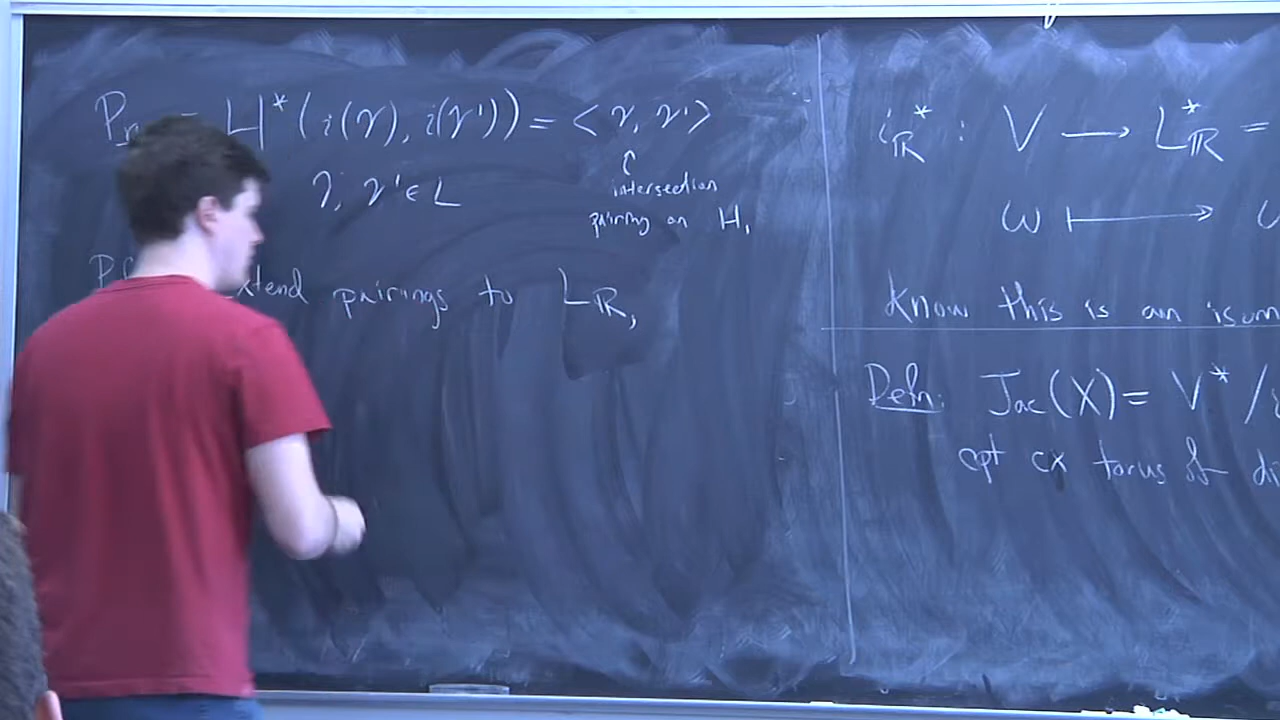 H*(i(γ), i(γ')) = <γ, γ'>
γ, γ' ∈ L
intersection
pairing on H₁
extend pairings to L_ℝ,
i_ℝ^* : V ⟶ L_ℝ^* =
ω ⟼
Know this is an isom
Defn: Jac(X) = V* /
cpt cx torus of di